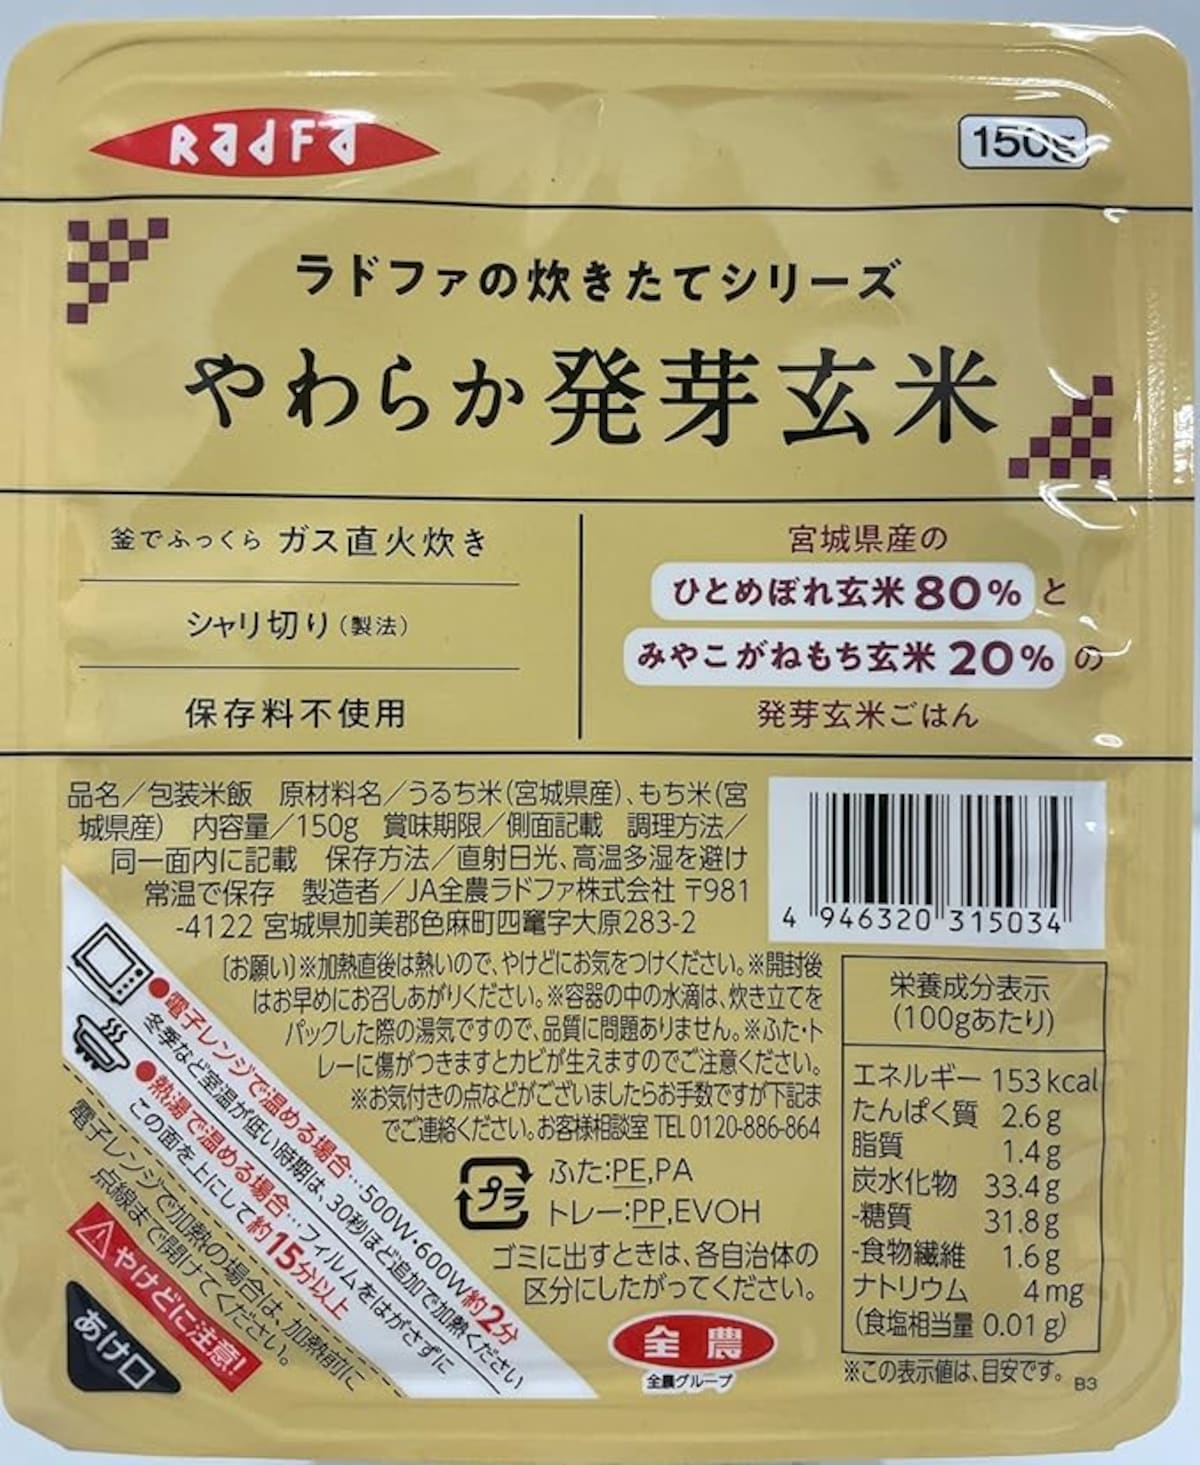 RadFa
150g
ラドファの炊きたてシリーズ
やわらか発芽玄米
釜でふっくら ガス直火炊き
シャリ切り(製法)
保存料不使用
宮城県産の
ひとめぼれ玄米80%と
みやこがねもち玄米20%の
発芽玄米ごはん
品名/包装米飯 原材料名/うるち米(宮城県産)、もち米(宮
城県産) 内容量/150g 賞味期限/側面記載 調理方法/
同一面内に記載 保存方法/直射日光、高温多湿を避け
常温で保存 製造者/JA全農ラドファ株式会社 〒981
-4122 宮城県加美郡色麻町四竈字大原283-2
4 946320 315034
〔お願い〕※加熱直後は熱いので、やけどにお気をつけください。※開封後
はお早めにお召しあがりください。※容器の中の水滴は、炊き立てを
パックした際の湯気ですので、品質に問題ありません。※ふた・ト
レーに傷がつきますとカビが生えますのでご注意ください。
※お気付きの点などがございましたらお手数ですが下記ま
でご連絡ください。お客様相談室 TEL 0120-886-864
プラ
ふた:PE,PA
トレー:PP,EVOH
ゴミに出すときは、各自治体の
区分にしたがってください。
全農
全農グループ
栄養成分表示
(100gあたり)
エネルギー 153kcal
たんぱく質 2.6g
脂質 1.4g
炭水化物 33.4g
-糖質 31.8g
-食物繊維 1.6g
ナトリウム 4mg
(食塩相当量 0.01g)
※この表示値は、目安です。
B3
●電子レンジで温める場合…500W・600W約2分
冬季など室温が低い時期は、30秒ほど追加で加熱ください
●熱湯で温める場合…フィルムをはがさずに
この面を上にして約15分以上
電子レンジで加熱の場合は、加熱前に
点線まで開けてください。
やけどに注意!
あけ口